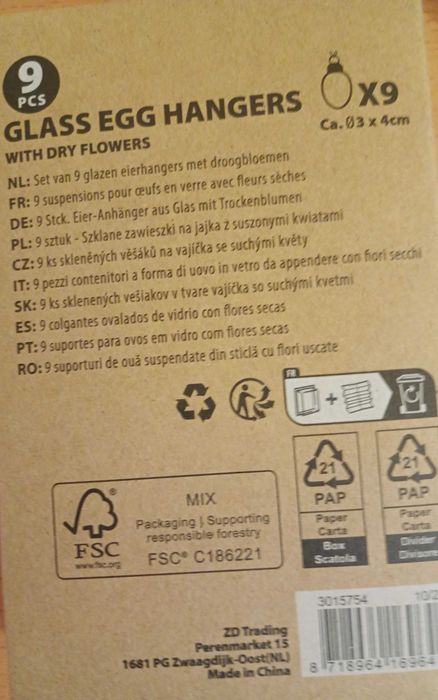 9
PCS
GLASS EGG HANGERS
WITH DRY FLOWERS
X9
Ca. Ø3 x 4cm
NL: Set van 9 glazen eierhangers met droogbloemen
FR: 9 suspensions pour œufs en verre avec fleurs sèches
DE: 9 Stck. Eier-Anhänger aus Glas mit Trockenblumen
PL: 9 sztuk - Szklane zawieszki na jajka z suszonymi kwiatami
CZ: 9 ks skleněných věšáků na vajíčka se suchými květy
IT: 9 pezzi contenitori a forma di uovo in vetro da appendere con fiori secchi
SK: 9 ks sklenených vešiakov v tvare vajíčka so suchými kvetmi
ES: 9 colgantes ovalados de vidrio con flores secas
PT: 9 suportes para ovos em vidro com flores secas
RO: 9 suporturi de ouă suspendate din sticlă cu flori uscate
FR
+
21
PAP
Paper
Carta
Box
Scatola
21
PAP
Paper
Carta
Divider
FSC
www.fsc.org
MIX
Packaging | Supporting
responsible forestry
FSC® C186221
ZD Trading
Perenmarket 15
1681 PG Zwaagdijk-Oost(NL)
Made in China
3015754
10/2
8 718964 16964